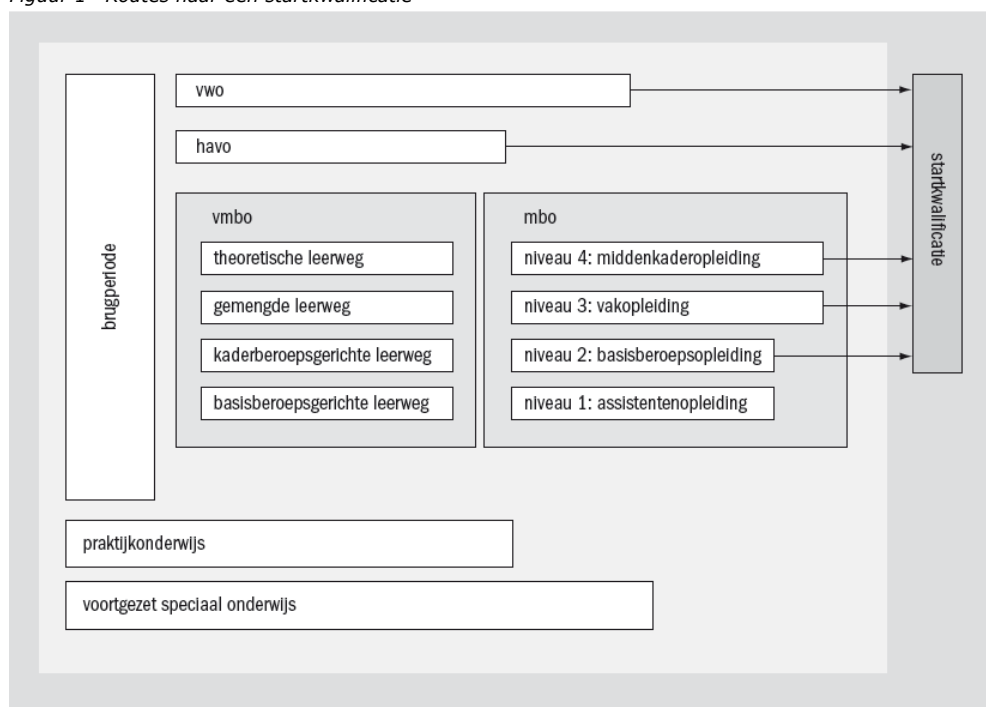 Figuur 1 Routes naar een startkwalificatie
vwo
havo
brugperiode
vmbo
theoretische leerweg
gemengde leerweg
kaderberoepsgerichte leerweg
basisberoepsgerichte leerweg
mbo
niveau 4: middenkaderopleiding
niveau 3: vakopleiding
niveau 2: basisberoepsopleiding
niveau 1: assistentenopleiding
startkwalificatie
praktijkonderwijs
voortgezet speciaal onderwijs